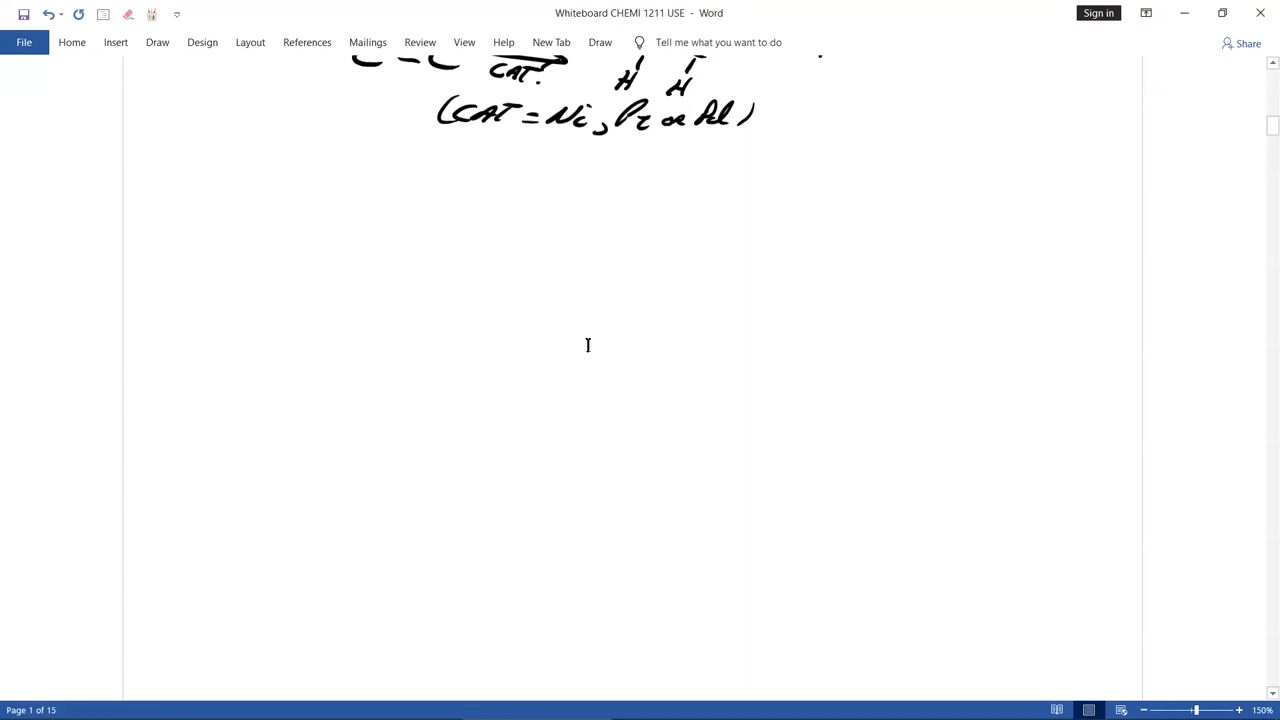 Whiteboard CHEMI 1211 USE - Word
Sign in
File Home Insert Draw Design Layout References Mailings Review View Help New Tab Draw Tell me what you want to do Share
C = C CAT. H H
(CAT = Ni, Pt or Pd)
Page 1 of 15
150%